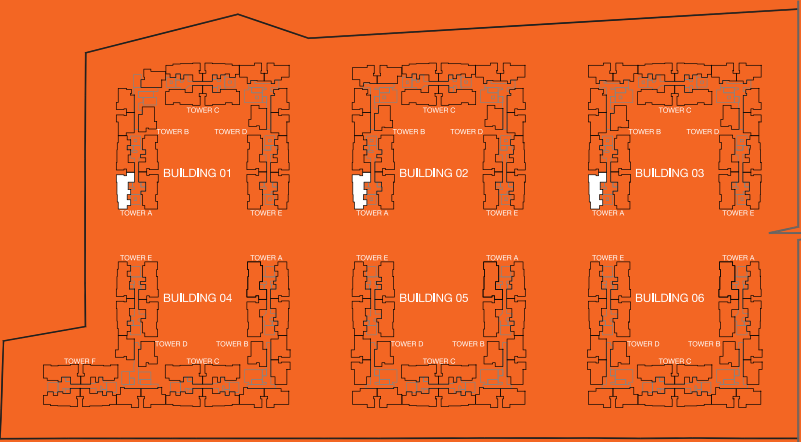 TOWER C
TOWER B TOWER D
BUILDING 01
TOWER A TOWER E
TOWER C
TOWER B TOWER D
BUILDING 02
TOWER A TOWER E
TOWER C
TOWER B TOWER D
BUILDING 03
TOWER A TOWER E
TOWER E TOWER A
BUILDING 04
TOWER D TOWER B
TOWER F TOWER C
TOWER E TOWER A
BUILDING 05
TOWER D TOWER B
TOWER C
TOWER E TOWER A
BUILDING 06
TOWER D TOWER B
TOWER C